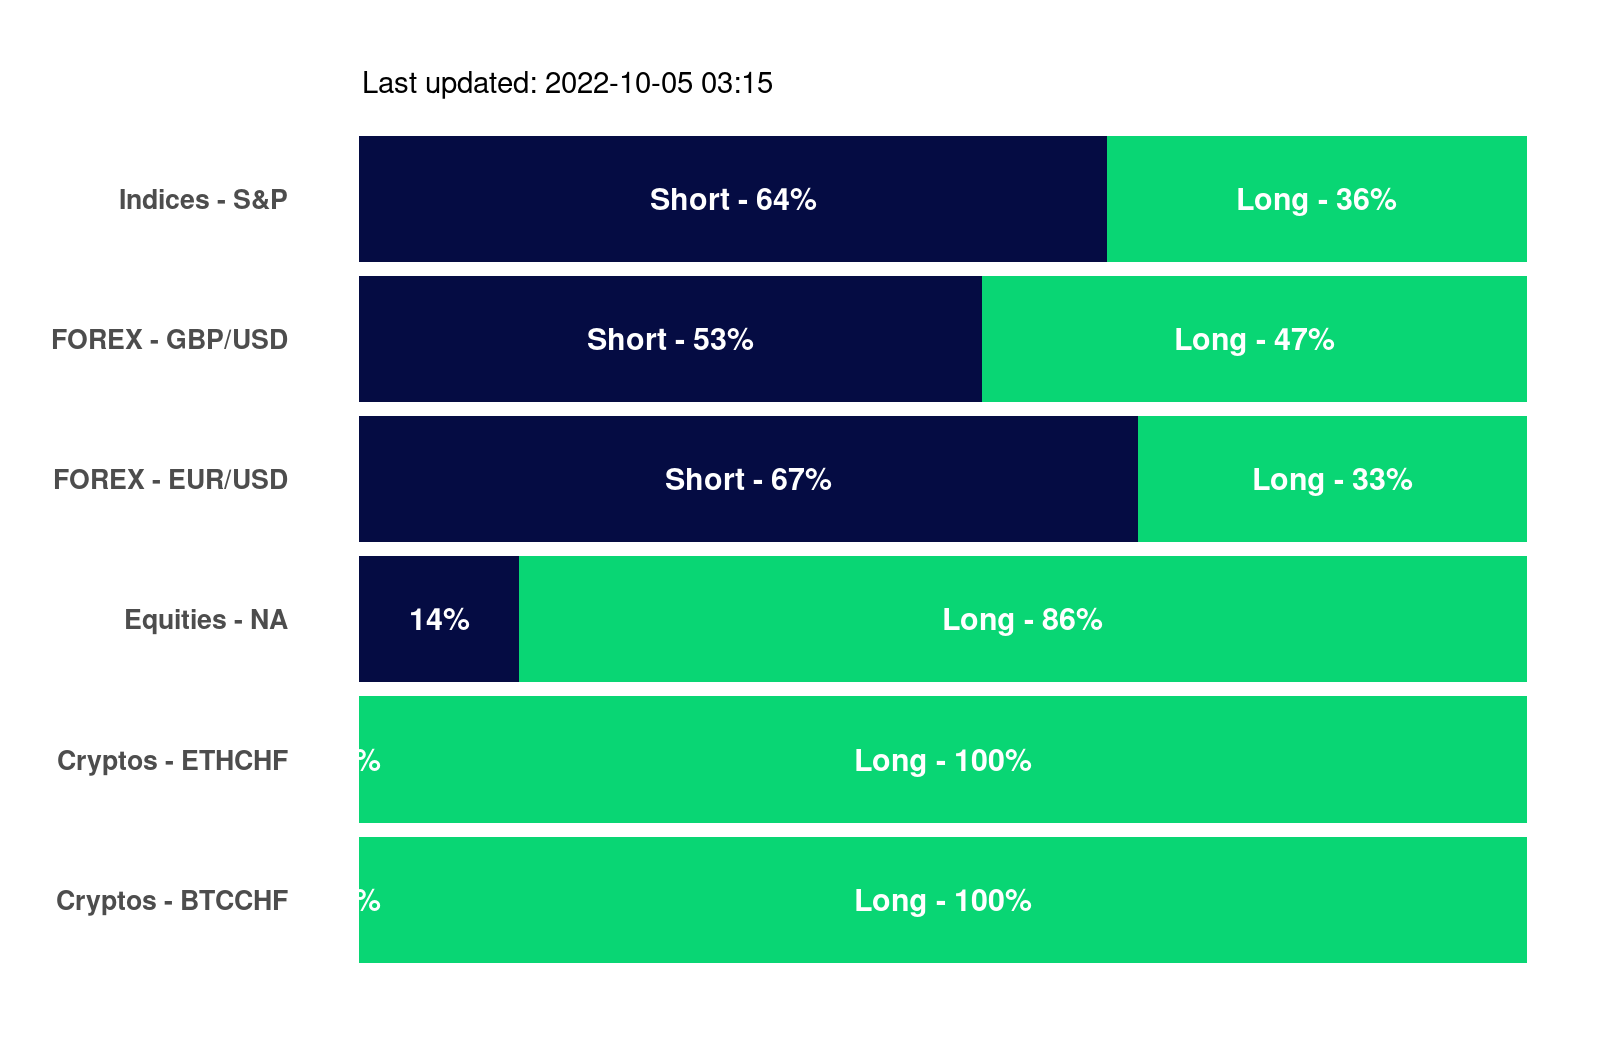 Last updated: 2022-10-05 03:15
Indices - S&P Short - 64% Long - 36%
FOREX - GBP/USD Short - 53% Long - 47%
FOREX - EUR/USD Short - 67% Long - 33%
Equities - NA 14% Long - 86%
Cryptos - ETHCHF % Long - 100%
Cryptos - BTCCHF % Long - 100%